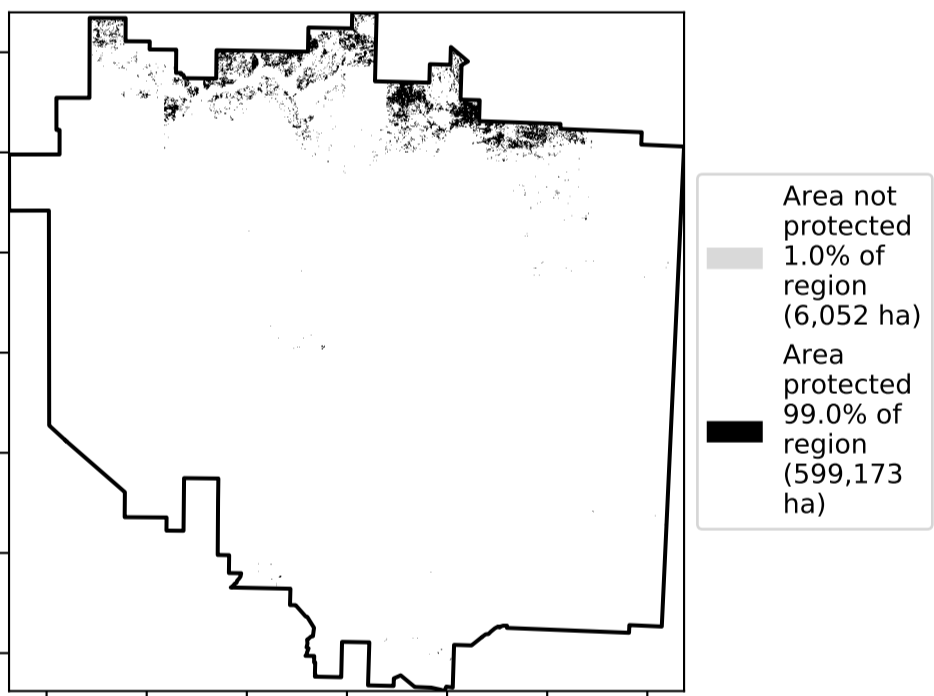 Area not
protected
1.0% of
region
(6,052 ha)
Area
protected
99.0% of
region
(599,173
ha)